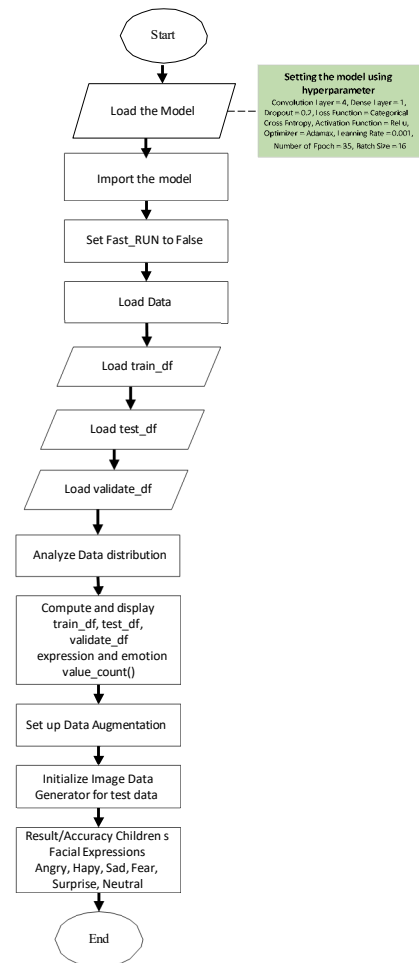 Start
Load the Model
Setting the model using
hyperparameter
Convolution Layer = 4, Dense Layer = 1,
Dropout = 0.2, Loss Function = Categorical
Cross Entropy, Activation Function = Relu,
Optimizer = Adamax, Learning Rate = 0.001,
Number of Epoch = 35, Batch Size = 16
Import the model
Set Fast_RUN to False
Load Data
Load train_df
Load test_df
Load validate_df
Analyze Data distribution
Compute and display
train_df, test_df,
validate_df
expression and emotion
value_count()
Set up Data Augmentation
Initialize Image Data
Generator for test data
Result/Accuracy Children s
Facial Expressions
Angry, Hapy, Sad, Fear,
Surprise, Neutral
End